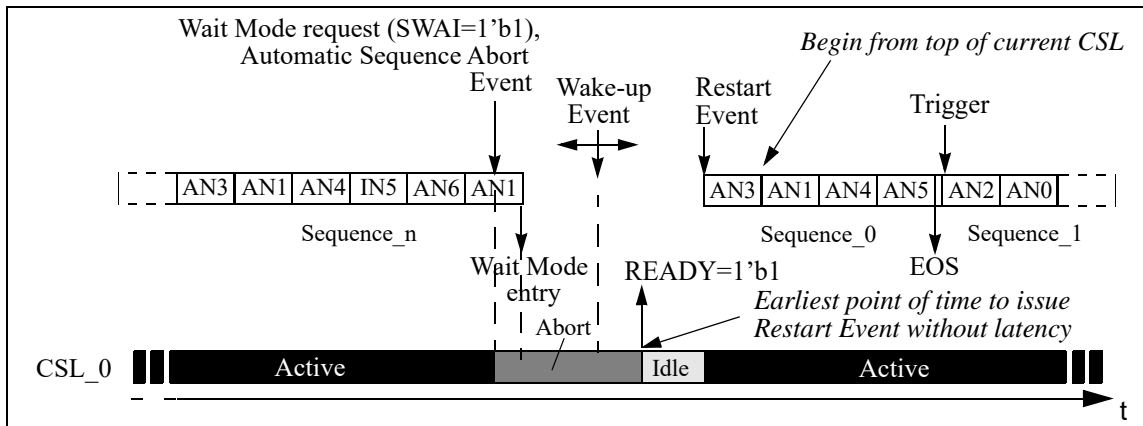 Wait Mode request (SWAI=1’b1),
Automatic Sequence Abort
Event
Wake-up
Event
Restart
Event
Begin from top of current CSL
Trigger
AN3 AN1 AN4 IN5 AN6 AN1
AN3 AN1 AN4 AN5 AN2 AN0
Sequence_n
Sequence_0
Sequence_1
Wait Mode
entry
READY=1’b1
EOS
Earliest point of time to issue
Restart Event without latency
Abort
CSL_0
Active
Idle
Active
t